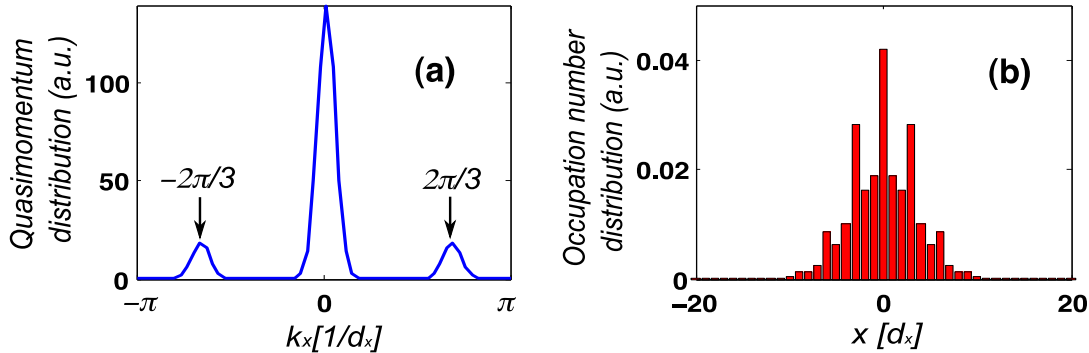 Quasimomentum
distribution (a.u.)
100
50
0
(a)
−2π/3
2π/3
−π
0
π
kx[1/dx]
Occupation number
distribution (a.u.)
0.04
0.02
0
(b)
−20
0
20
x [dx]